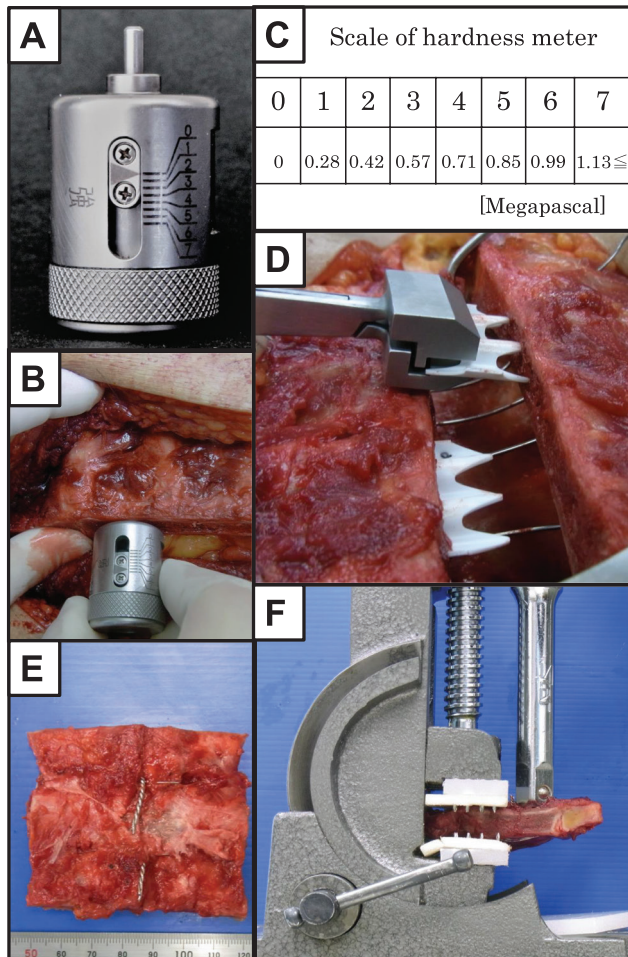 A
0
1
2
3
4
5
6
7
B
C
Scale of hardness meter
0 1 2 3 4 5 6 7
0 0.28 0.42 0.57 0.71 0.85 0.99 1.13≦
[Megapascal]
D
E
50 60 70 80 90 100 110 120
F